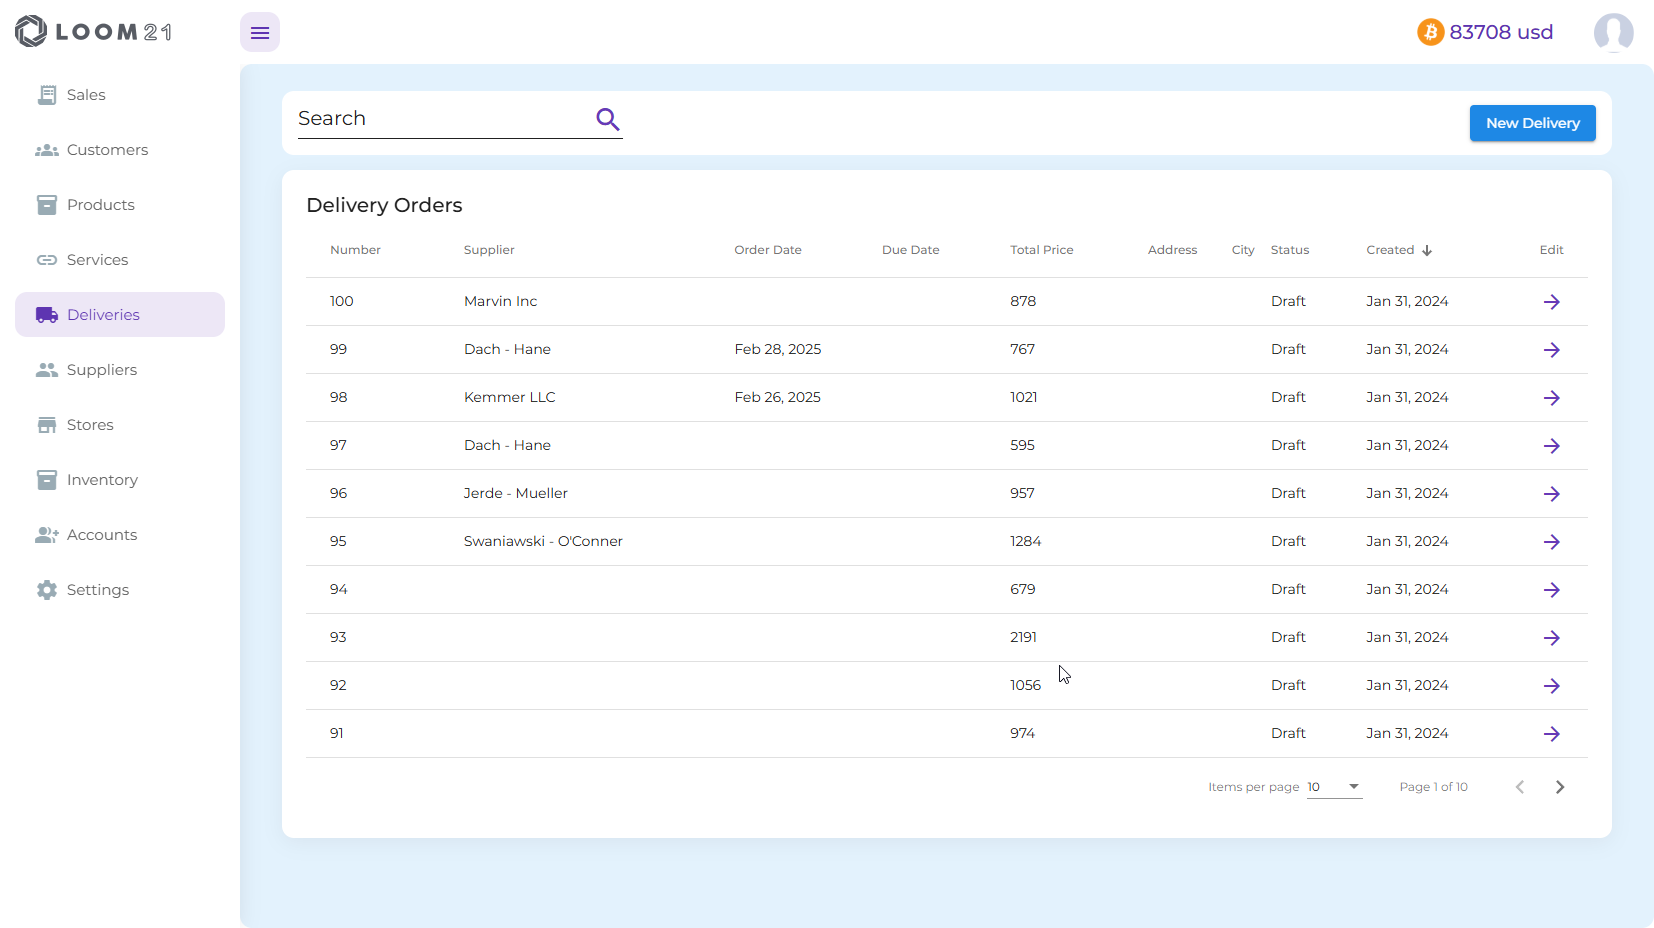 LOOM 21
83708 usd
Sales
Customers
Products
Services
Deliveries
Suppliers
Stores
Inventory
Accounts
Settings
Search
New Delivery
Delivery Orders
Number Supplier Order Date Due Date Total Price Address City Status Created Edit
100 Marvin Inc 878 Draft Jan 31, 2024
99 Dach - Hane Feb 28, 2025 767 Draft Jan 31, 2024
98 Kemmer LLC Feb 26, 2025 1021 Draft Jan 31, 2024
97 Dach - Hane 595 Draft Jan 31, 2024
96 Jerde - Mueller 957 Draft Jan 31, 2024
95 Swaniawski - O'Conner 1284 Draft Jan 31, 2024
94 679 Draft Jan 31, 2024
93 2191 Draft Jan 31, 2024
92 1056 Draft Jan 31, 2024
91 974 Draft Jan 31, 2024
Items per page 10 Page 1 of 10